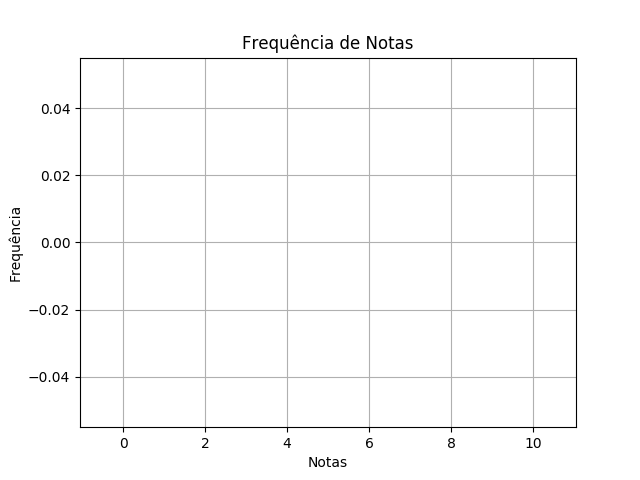 Frequência de Notas
0.04
0.02
0.00
−0.02
−0.04
Frequência
0 2 4 6 8 10
Notas